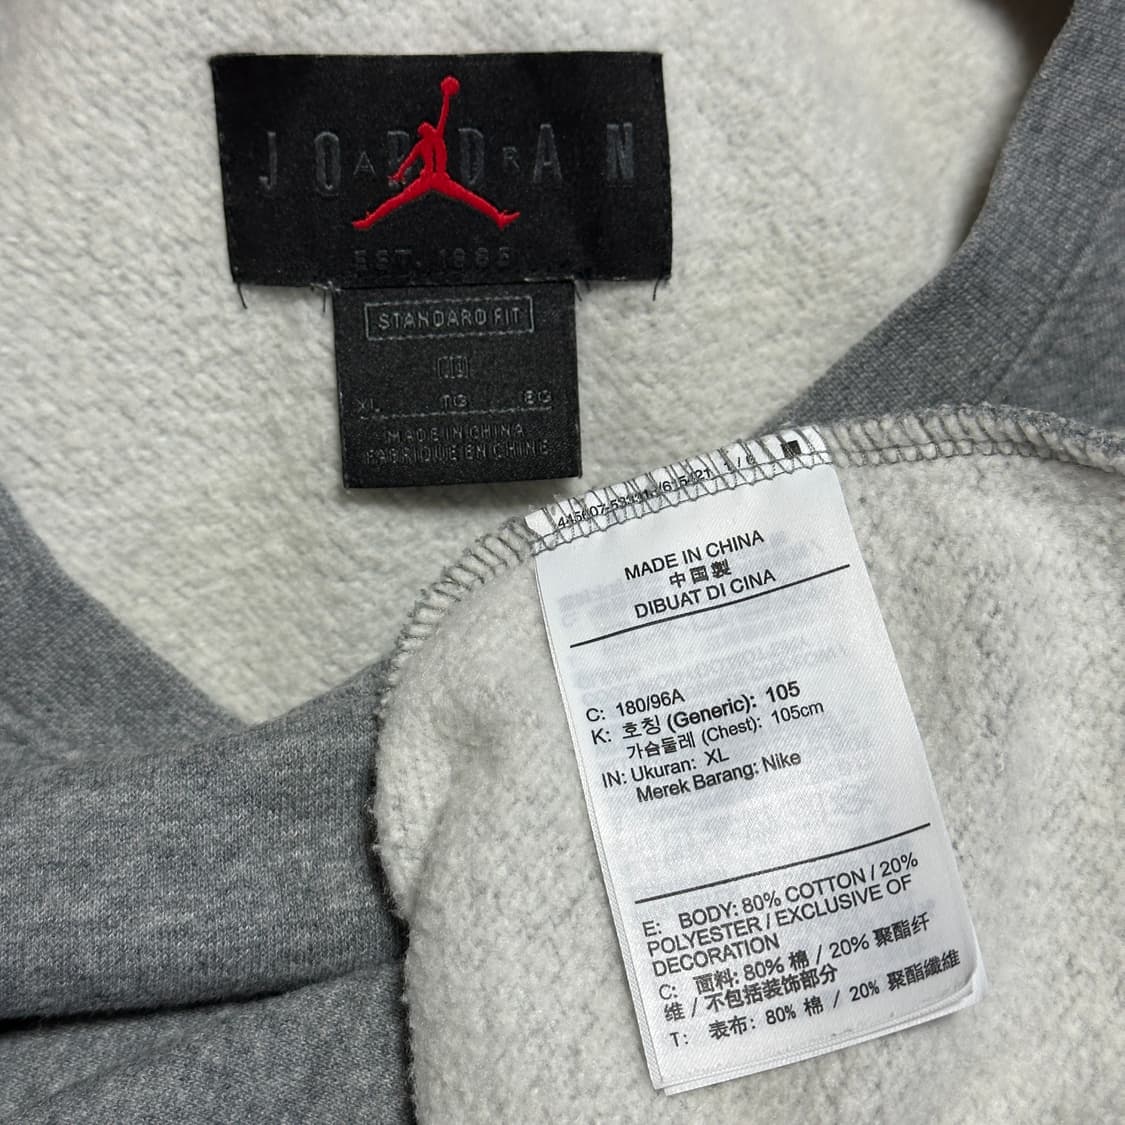 JORDAN
AIR
EST. 1985
STANDARD FIT
XL TG EG
MADE IN CHINA
FABRIQUE EN CHINE
1 / 6
MADE IN CHINA
中国製
DIBUAT DI CINA
C: 180/96A
K: 호칭 (Generic): 105
가슴둘레 (Chest): 105cm
IN: Ukuran: XL
Merek Barang: Nike
E: BODY: 80% COTTON / 20%
POLYESTER / EXCLUSIVE OF
DECORATION
C: 面料: 80% 棉 / 20% 聚酯纤
维 / 不包括装饰部分
T: 表布: 80% 棉 / 20% 聚酯纖維